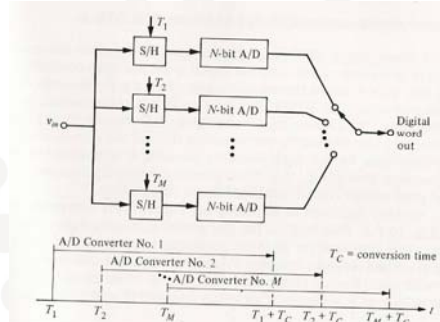 T1
S/H
N-bit A/D
T2
S/H
N-bit A/D
vin
Digital
word
out
TM
S/H
N-bit A/D
TC = conversion time
A/D Converter No. 1
A/D Converter No. 2
A/D Converter No. M
T1
T2
TM
T1 + TC
T2 + TC
TM + TC
t